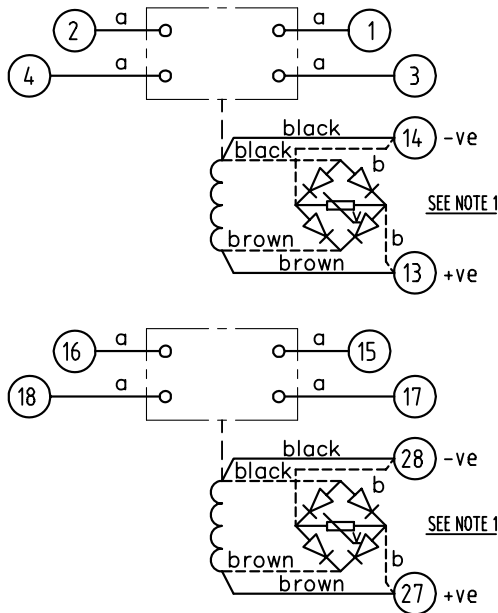 2 a a 1
4 a a 3
black 14 -ve
black b
SEE NOTE 1
brown b
brown 13 +ve
16 a a 15
18 a a 17
black 28 -ve
black b
SEE NOTE 1
brown b
brown 27 +ve